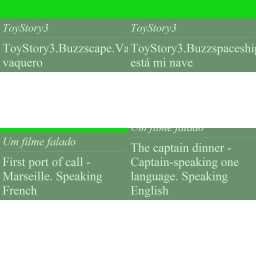 ToyStory3
ToyStory3.Buzzscape.Va
vaquero
ToyStory3
ToyStory3.Buzzspaceship
está mi nave
Un filme falado
First port of call -
Marseille. Speaking
French
Um filme falado
The captain dinner -
Captain-speaking one
language. Speaking
English